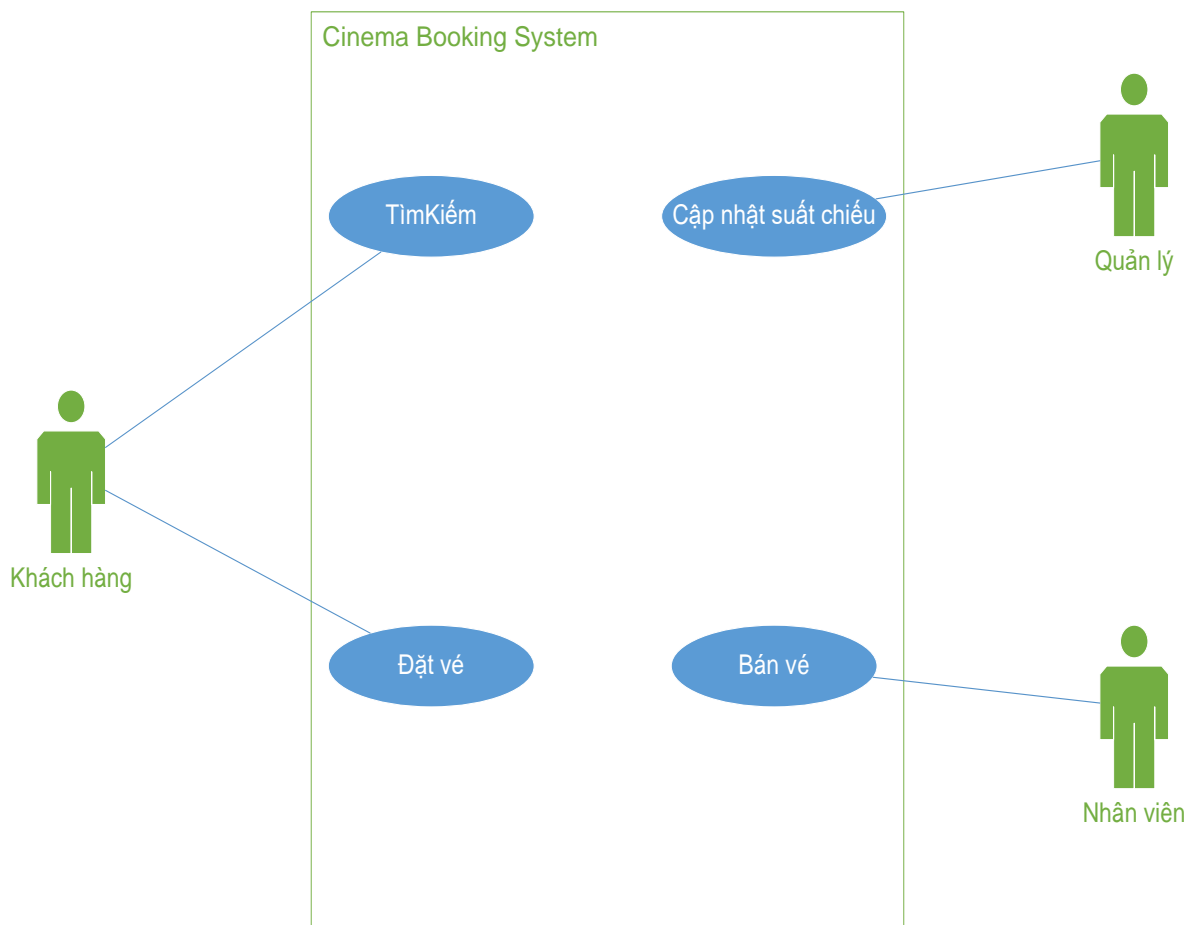 Cinema Booking System
TìmKiếm
Cập nhật suất chiếu
Quản lý
Khách hàng
Đặt vé
Bán vé
Nhân viên